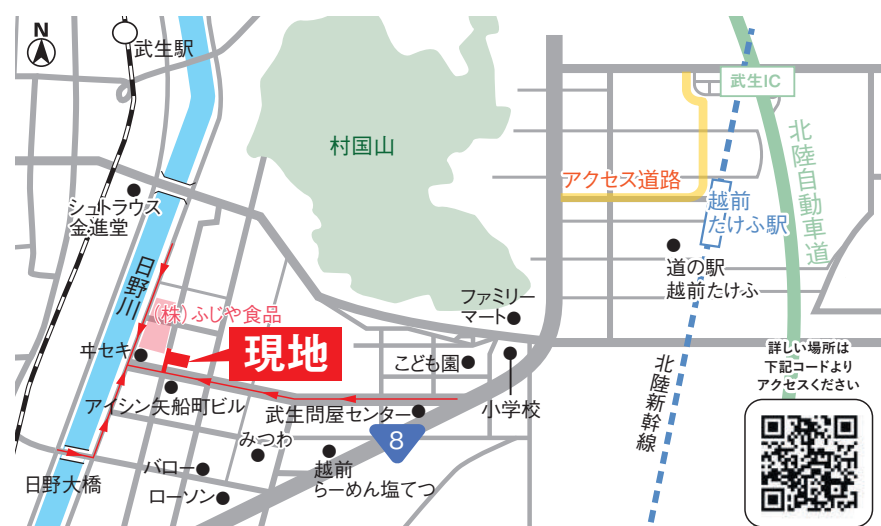 N
武生駅
武生IC
村国山
北陸自動車道
アクセス道路
シュトラウス
金進堂
越前
たけふ駅
道の駅
越前たけふ
日野川
(株)ふじや食品
ファミリー
マート
ヰセキ
現地
こども園
詳しい場所は
下記コードより
アクセスください
アイシン矢船町ビル
武生問屋センター
小学校
北陸新幹線
8
みつわ
バロー
越前
らーめん塩てつ
日野大橋
ローソン